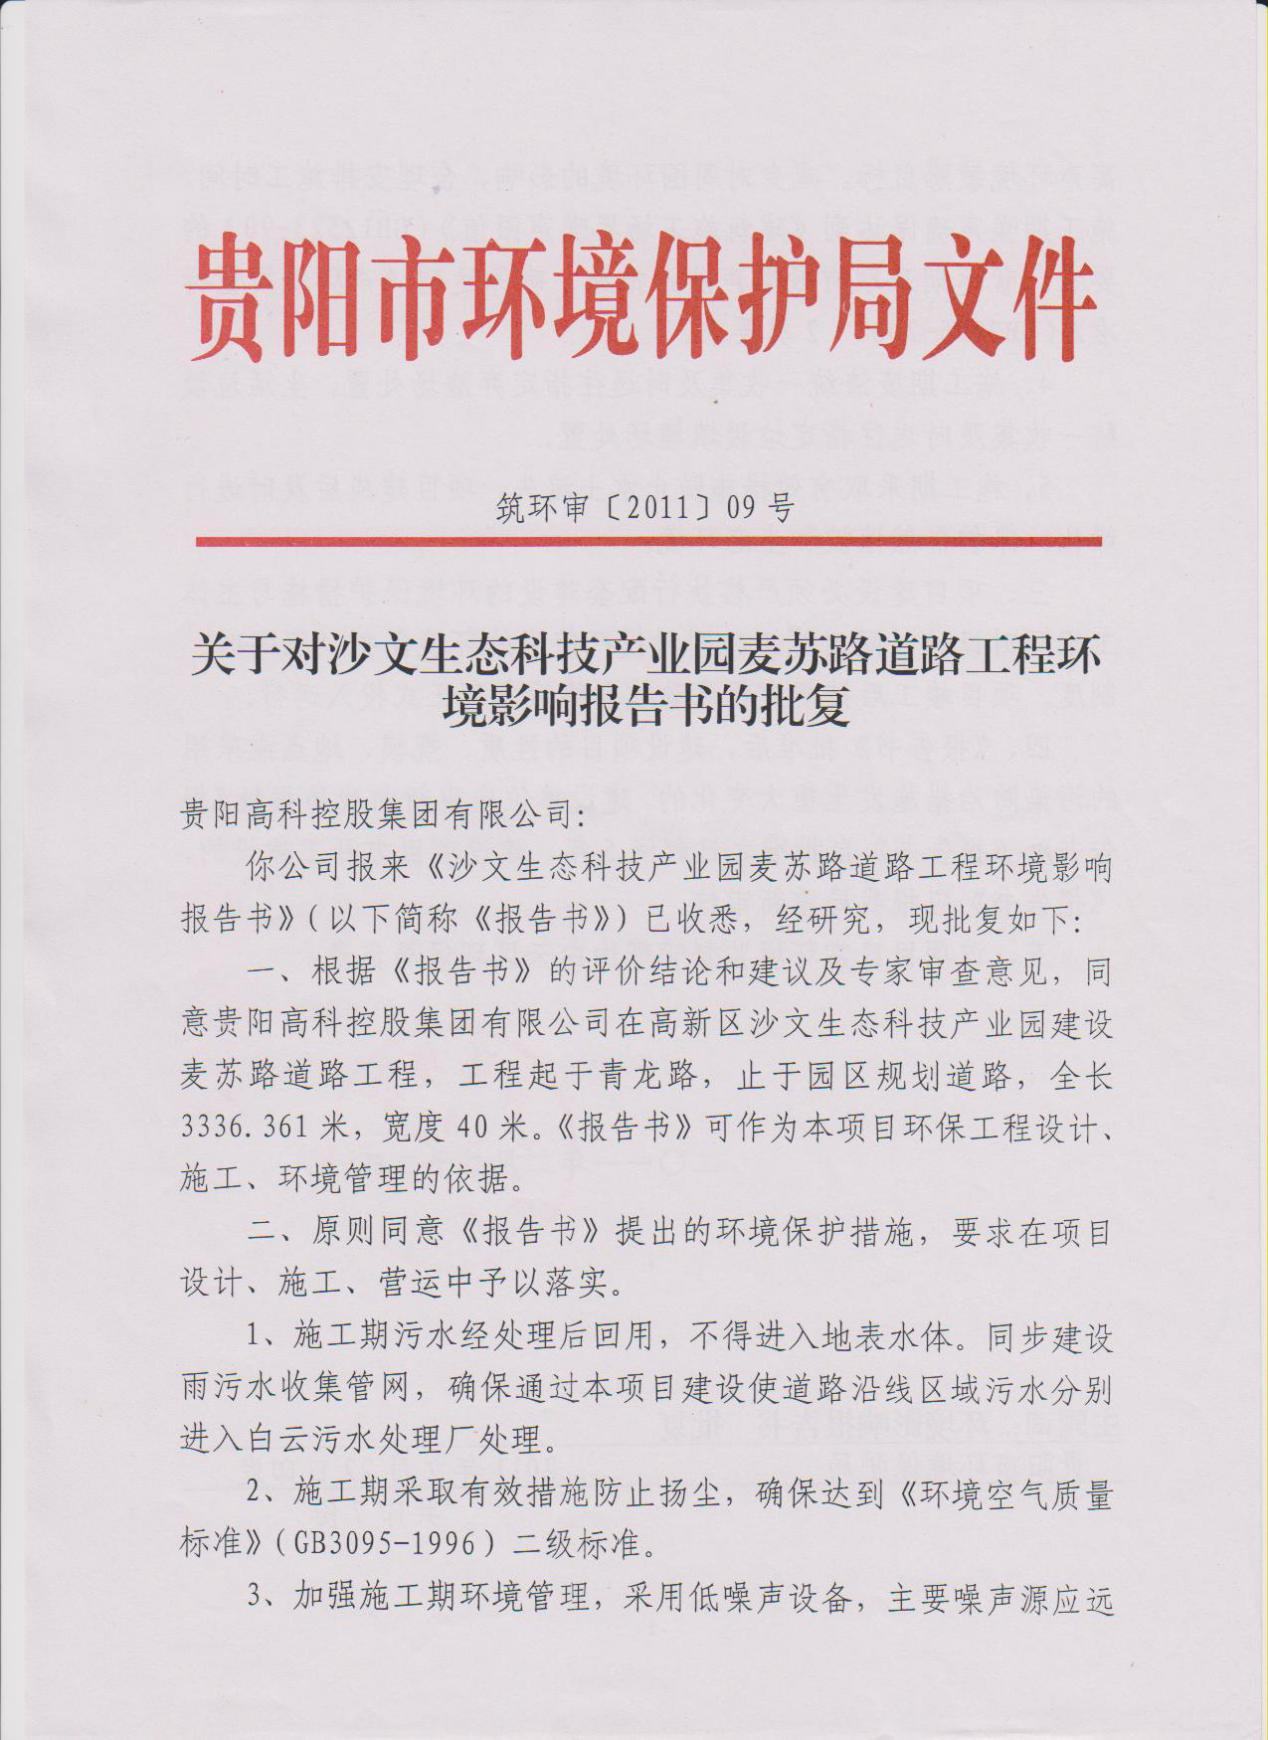 贵阳市环境保护局文件
筑环审〔2011〕09号
关于对沙文生态科技产业园麦苏路道路工程环
境影响报告书的批复
贵阳高科控股集团有限公司：
你公司报来《沙文生态科技产业园麦苏路道路工程环境影响
报告书》（以下简称《报告书》）已收悉，经研究，现批复如下：
一、根据《报告书》的评价结论和建议及专家审查意见，同
意贵阳高科控股集团有限公司在高新区沙文生态科技产业园建设
麦苏路道路工程，工程起于青龙路，止于园区规划道路，全长
3336.361米，宽度40米。《报告书》可作为本项目环保工程设计、
施工、环境管理的依据。
二、原则同意《报告书》提出的环境保护措施，要求在项目
设计、施工、营运中予以落实。
1、施工期污水经处理后回用，不得进入地表水体。同步建设
雨污水收集管网，确保通过本项目建设使道路沿线区域污水分别
进入白云污水处理厂处理。
2、施工期采取有效措施防止扬尘，确保达到《环境空气质量
标准》（GB3095-1996）二级标准。
3、加强施工期环境管理，采用低噪声设备，主要噪声源应远